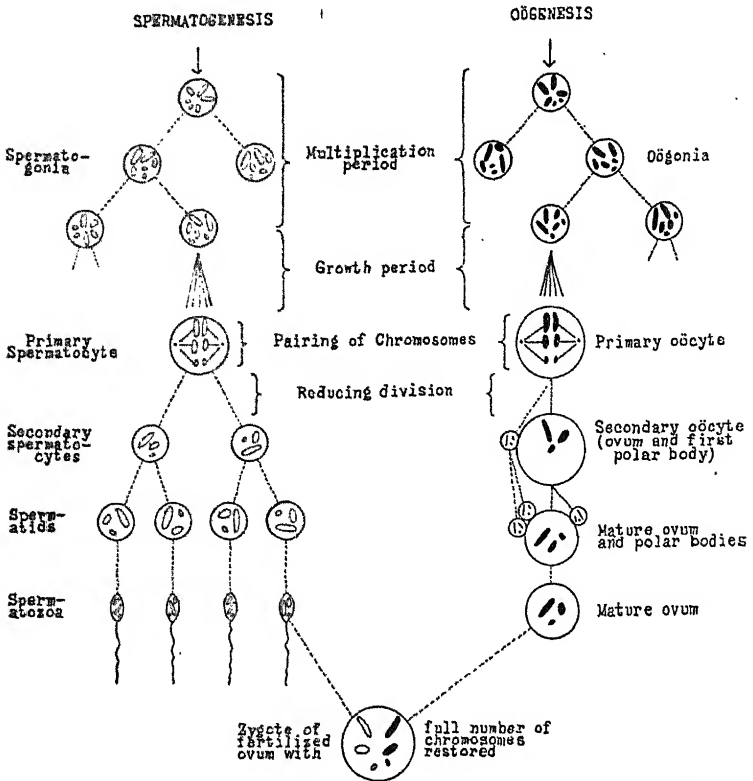 SPERMATOGENESIS
OÖGENESIS
Spermato-
gonia
Multiplication
period
Oögonia
Growth period
Primary
Spermatocyte
Pairing of Chromosomes
Primary oöcyte
Reducing division
Secondary
spermato-
cytes
Secondary oöcyte
(ovum and first
polar body)
Sperm-
atids
Mature ovum
and polar bodies
Sperm-
atozoa
Mature ovum
Zygote of
fertilized
ovum with
full number of
chromosomes
restored